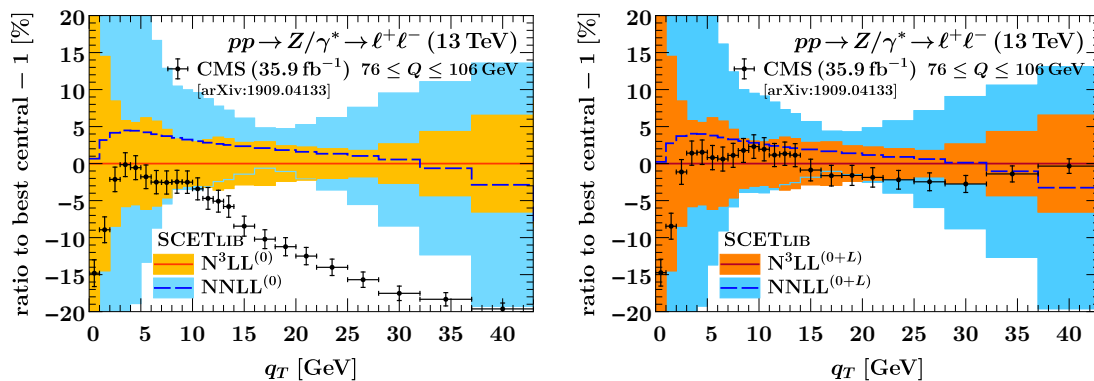 ratio to best central − 1 [%]
20
15
10
5
0
−5
−10
−15
−20
pp → Z/γ* → ℓ⁺ℓ⁻ (13 TeV)
CMS (35.9 fb⁻¹) 76 ≤ Q ≤ 106 GeV
[arXiv:1909.04133]
SCETLIB
N³LL⁽⁰⁾
NNLL⁽⁰⁾
0 5 10 15 20 25 30 35 40
q_T [GeV]
ratio to best central − 1 [%]
20
15
10
5
0
−5
−10
−15
−20
pp → Z/γ* → ℓ⁺ℓ⁻ (13 TeV)
CMS (35.9 fb⁻¹) 76 ≤ Q ≤ 106 GeV
[arXiv:1909.04133]
SCETLIB
N³LL⁽⁰⁺ᴸ⁾
NNLL⁽⁰⁺ᴸ⁾
0 5 10 15 20 25 30 35 40
q_T [GeV]